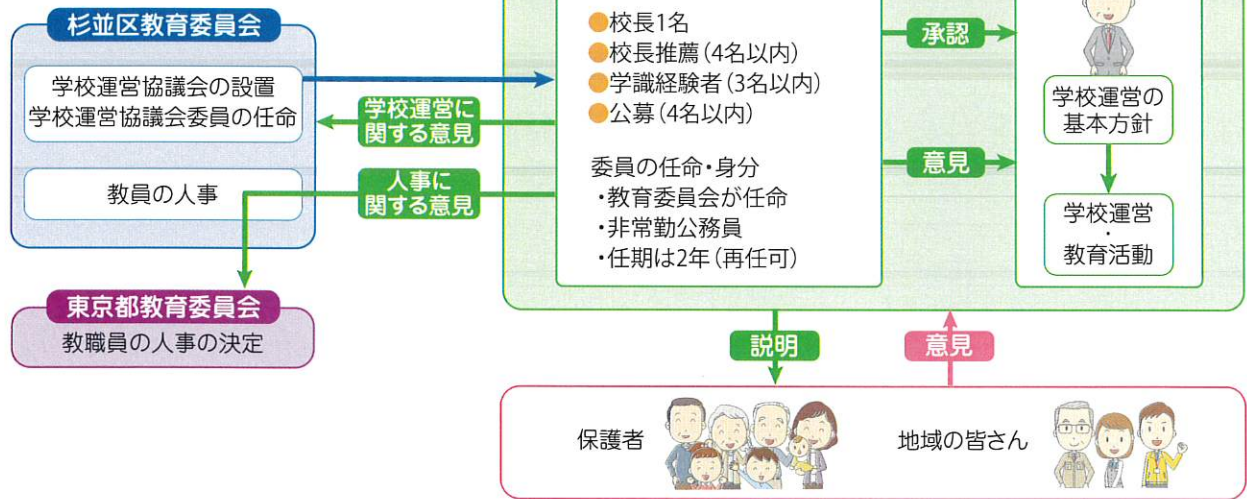 杉並区教育委員会
学校運営協議会の設置
学校運営協議会委員の任命
教員の人事
学校運営に
関する意見
人事に
関する意見
東京都教育委員会
教職員の人事の決定
●校長1名
●校長推薦（4名以内）
●学識経験者（3名以内）
●公募（4名以内）
委員の任命・身分
・教育委員会が任命
・非常勤公務員
・任期は2年（再任可）
承認
意見
学校運営の
基本方針
学校運営
・
教育活動
説明
意見
保護者
地域の皆さん